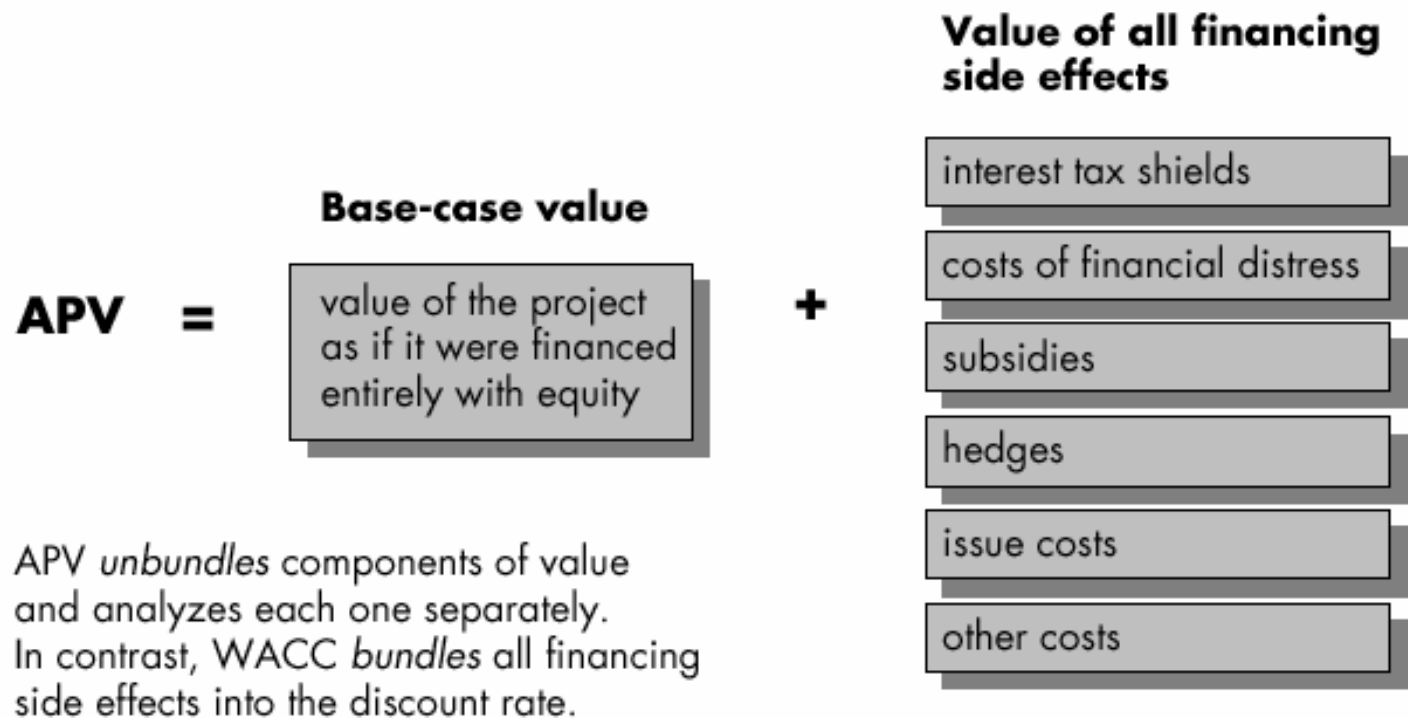 Value of all financing
side effects
interest tax shields
Base-case value
costs of financial distress
APV = value of the project
as if it were financed
entirely with equity
+
subsidies
hedges
issue costs
other costs
APV unbundles components of value
and analyzes each one separately.
In contrast, WACC bundles all financing
side effects into the discount rate.